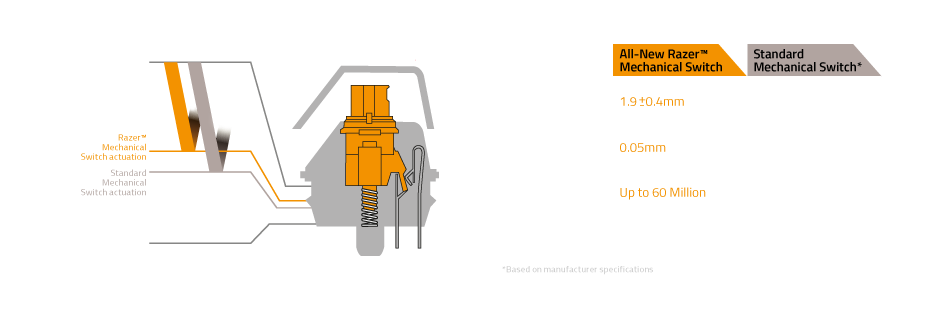 Razer™
Mechanical
Switch actuation
Standard
Mechanical
Switch actuation
All-New Razer™
Mechanical Switch
Standard
Mechanical Switch*
1.9 ±0.4mm
0.05mm
Up to 60 Million
*Based on manufacturer specifications